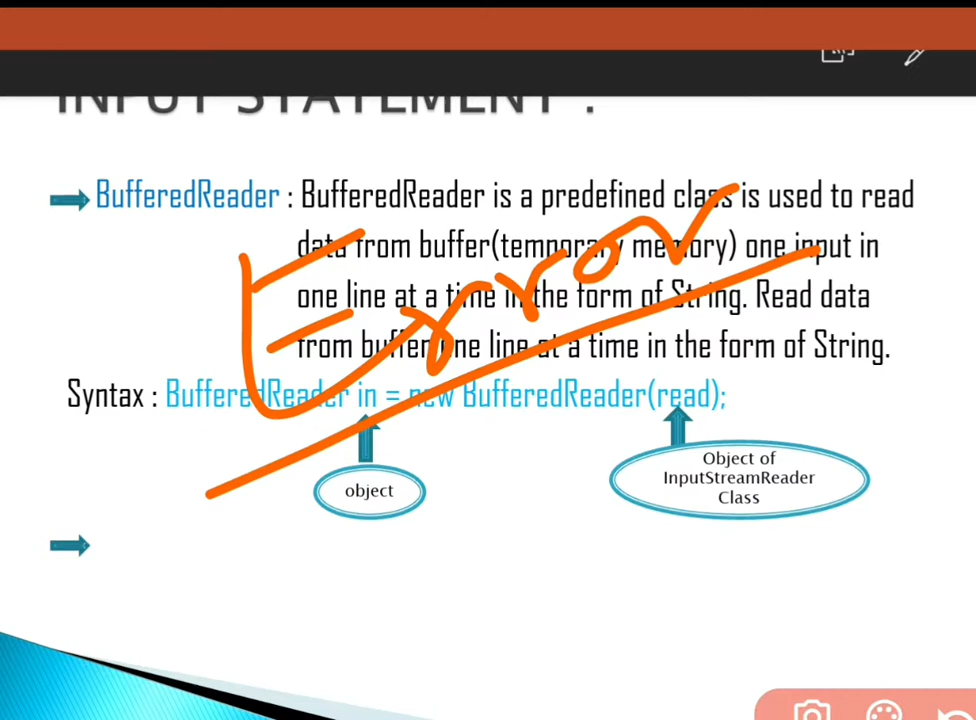 INPUT STATEMENT :
BufferedReader : BufferedReader is a predefined class is used to read
data from buffer(temporary memory) one input in
one line at a time in the form of String. Read data
from buffer one line at a time in the form of String.
Error
Syntax : BufferedReader in = new BufferedReader(read);
object
Object of
InputStreamReader
Class